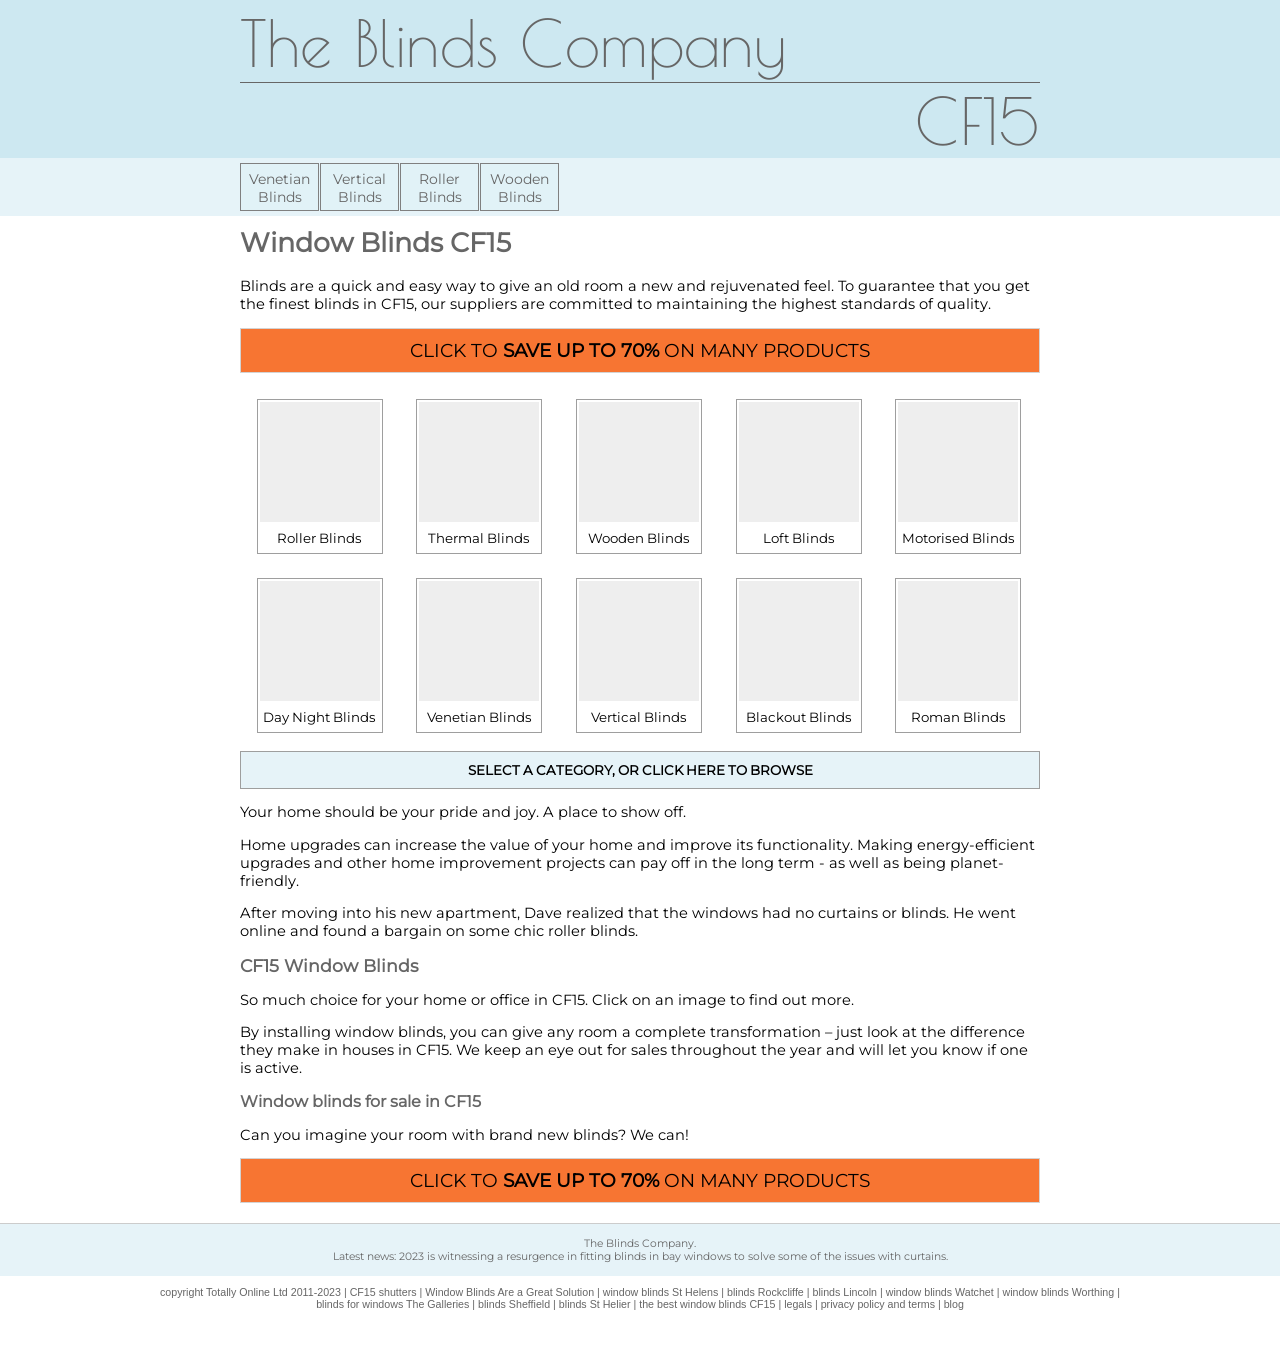 The Blinds Company
CF15
Venetian
Blinds
Vertical
Blinds
Roller
Blinds
Wooden
Blinds
Window Blinds CF15
Blinds are a quick and easy way to give an old room a new and rejuvenated feel. To guarantee that you get
the finest blinds in CF15, our suppliers are committed to maintaining the highest standards of quality.
CLICK TO SAVE UP TO 70% ON MANY PRODUCTS
Roller Blinds
Thermal Blinds
Wooden Blinds
Loft Blinds
Motorised Blinds
Day Night Blinds
Venetian Blinds
Vertical Blinds
Blackout Blinds
Roman Blinds
SELECT A CATEGORY, OR CLICK HERE TO BROWSE
Your home should be your pride and joy. A place to show off.
Home upgrades can increase the value of your home and improve its functionality. Making energy-efficient
upgrades and other home improvement projects can pay off in the long term - as well as being planet-
friendly.
After moving into his new apartment, Dave realized that the windows had no curtains or blinds. He went
online and found a bargain on some chic roller blinds.
CF15 Window Blinds
So much choice for your home or office in CF15. Click on an image to find out more.
By installing window blinds, you can give any room a complete transformation – just look at the difference
they make in houses in CF15. We keep an eye out for sales throughout the year and will let you know if one
is active.
Window blinds for sale in CF15
Can you imagine your room with brand new blinds? We can!
CLICK TO SAVE UP TO 70% ON MANY PRODUCTS
The Blinds Company.
Latest news: 2023 is witnessing a resurgence in fitting blinds in bay windows to solve some of the issues with curtains.
copyright Totally Online Ltd 2011-2023 | CF15 shutters | Window Blinds Are a Great Solution | window blinds St Helens | blinds Rockcliffe | blinds Lincoln | window blinds Watchet | window blinds Worthing |
blinds for windows The Galleries | blinds Sheffield | blinds St Helier | the best window blinds CF15 | legals | privacy policy and terms | blog